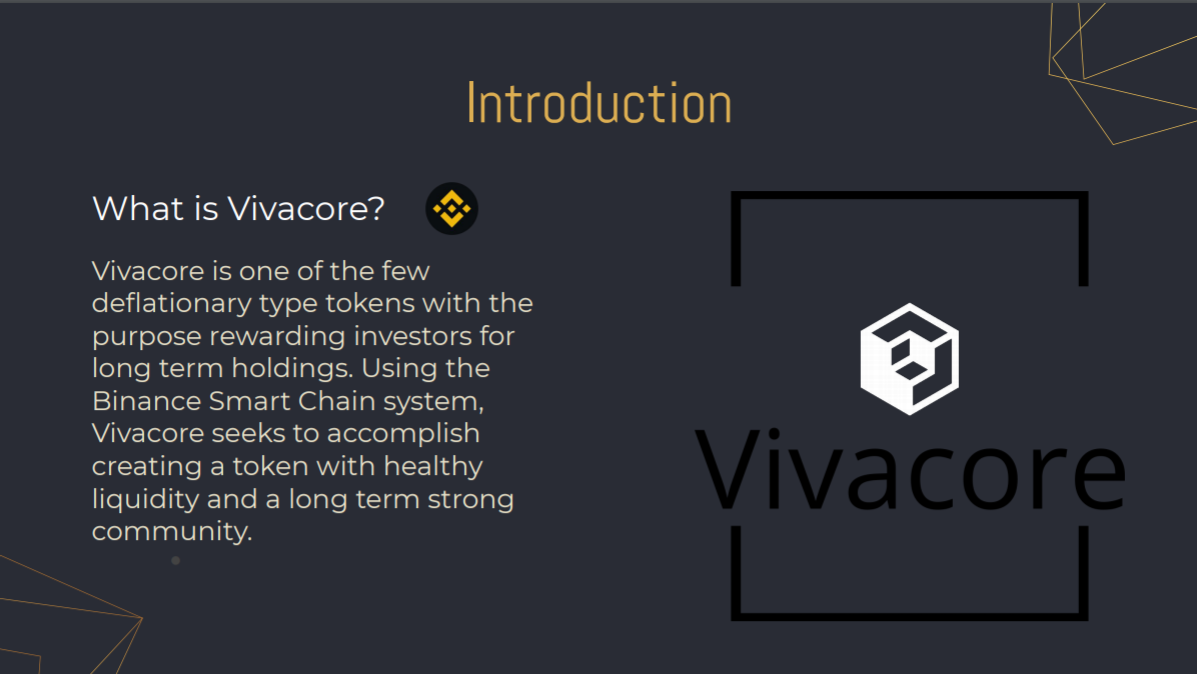 Introduction
What is Vivacore?
Vivacore is one of the few
deflationary type tokens with the
purpose rewarding investors for
long term holdings. Using the
Binance Smart Chain system,
Vivacore seeks to accomplish
creating a token with healthy
liquidity and a long term strong
community.
Vivacore